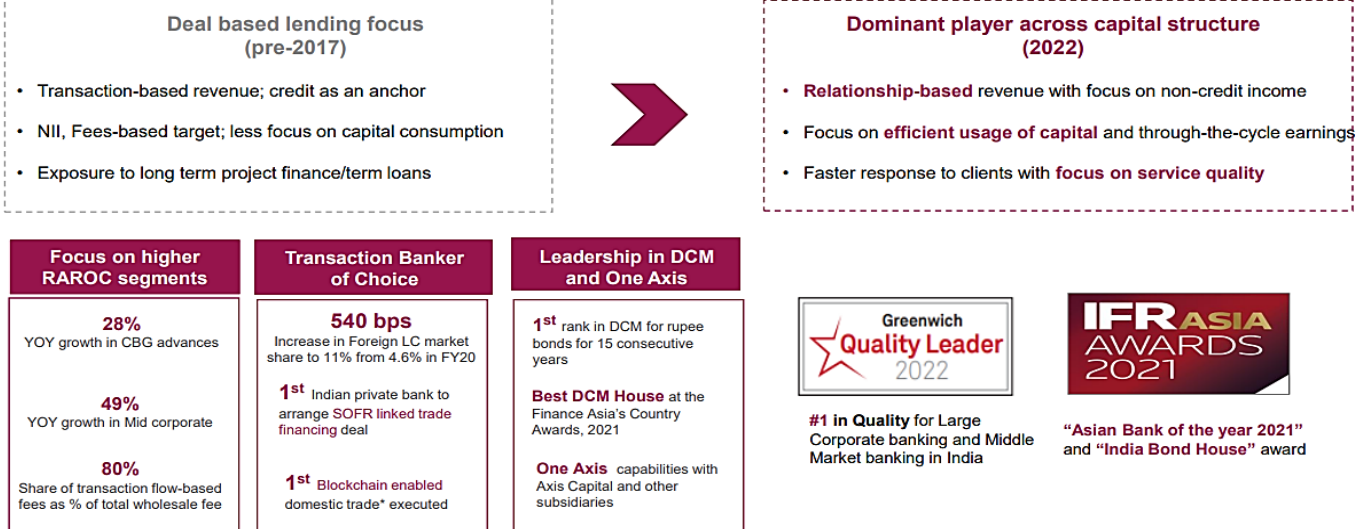 Deal based lending focus
(pre-2017)
• Transaction-based revenue; credit as an anchor
• NII, Fees-based target; less focus on capital consumption
• Exposure to long term project finance/term loans
Dominant player across capital structure
(2022)
• Relationship-based revenue with focus on non-credit income
• Focus on efficient usage of capital and through-the-cycle earnings
• Faster response to clients with focus on service quality
Focus on higher
RAROC segments
28%
YOY growth in CBG advances
49%
YOY growth in Mid corporate
80%
Share of transaction flow-based
fees as % of total wholesale fee
Transaction Banker
of Choice
540 bps
Increase in Foreign LC market
share to 11% from 4.6% in FY20
1st Indian private bank to
arrange SOFR linked trade
financing deal
1st Blockchain enabled
domestic trade* executed
Leadership in DCM
and One Axis
1st rank in DCM for rupee
bonds for 15 consecutive
years
Best DCM House at the
Finance Asia's Country
Awards, 2021
One Axis capabilities with
Axis Capital and other
subsidiaries
Greenwich
Quality Leader
2022
#1 in Quality for Large
Corporate banking and Middle
Market banking in India
IFR ASIA
AWARDS
2021
“Asian Bank of the year 2021”
and “India Bond House” award